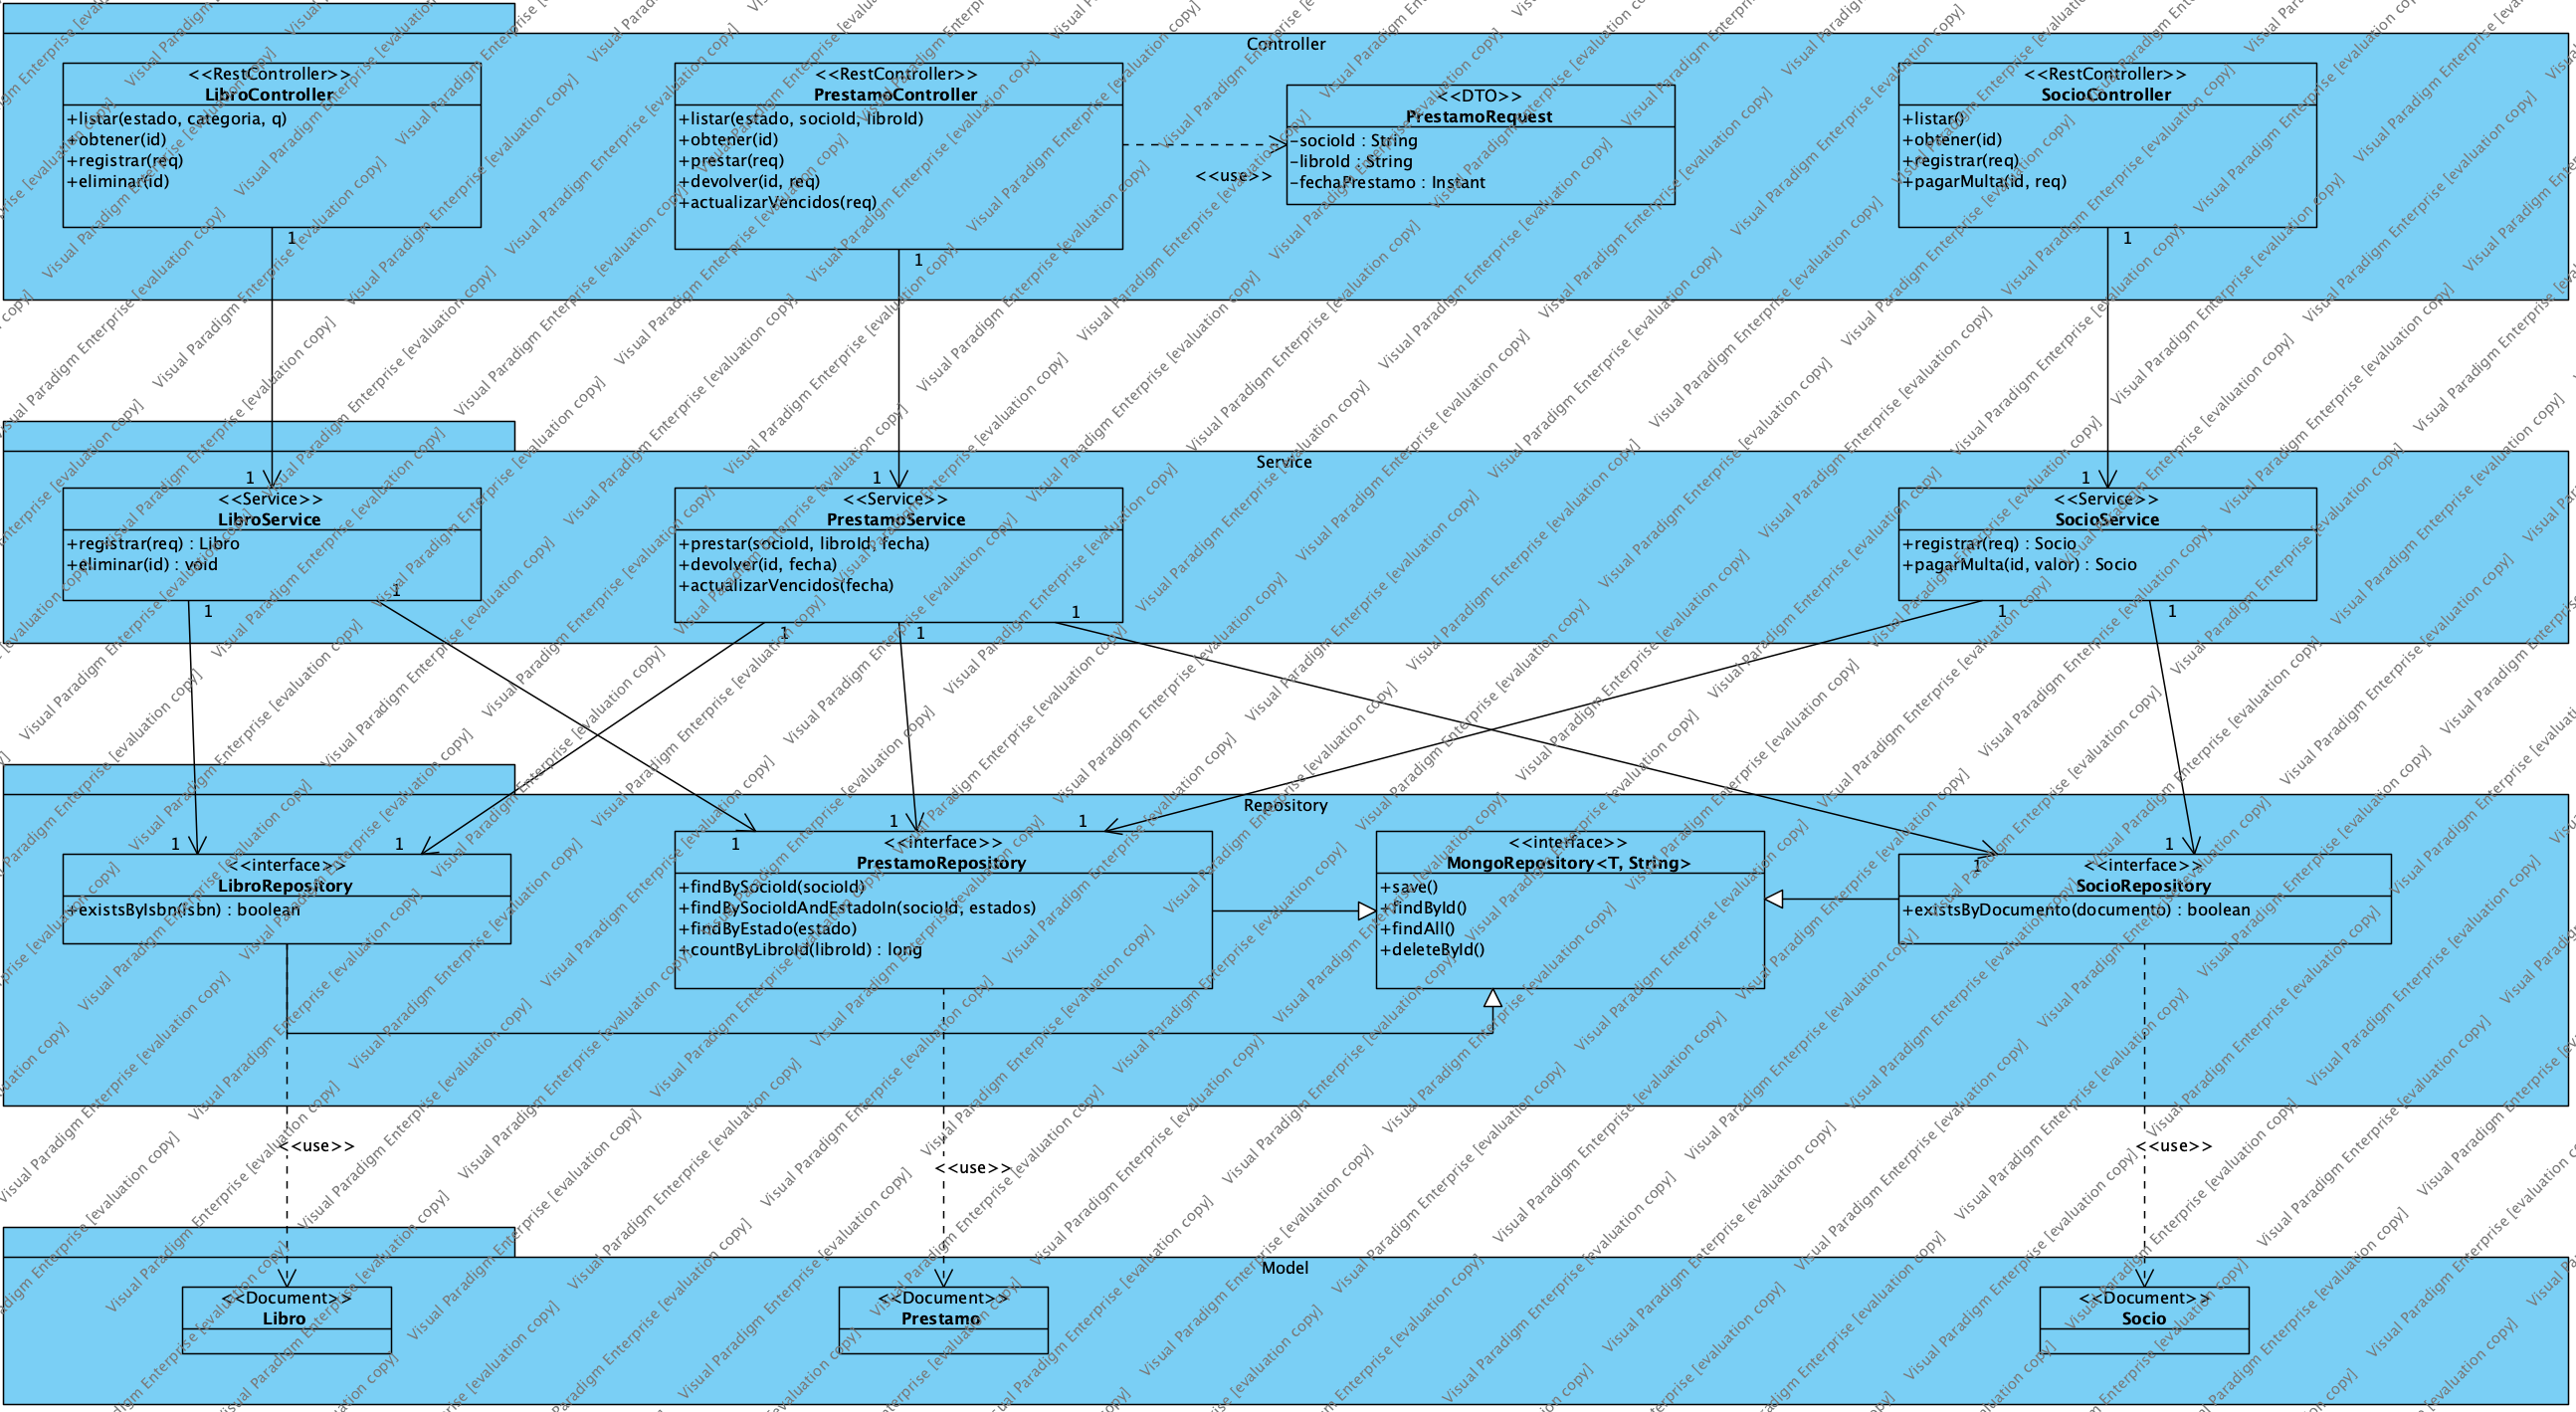 Controller
<<RestController>>
LibroController
+listar(estado, categoria, q)
+obtener(id)
+registrar(req)
+eliminar(id)
1
<<RestController>>
PrestamoController
+listar(estado, socioId, libroId)
+obtener(id)
+prestar(req)
+devolver(id, req)
+actualizarVencidos(req)
1
<<use>>
<<DTO>>
PrestamoRequest
-socioId : String
-libroId : String
-fechaPrestamo : Instant
<<RestController>>
SocioController
+listar()
+obtener(id)
+registrar(req)
+pagarMulta(id, req)
1
Service
1
<<Service>>
LibroService
+registrar(req) : Libro
+eliminar(id) : void
1
1
1
<<Service>>
PrestamoService
+prestar(socioId, libroId, fecha)
+devolver(id, fecha)
+actualizarVencidos(fecha)
1
1
1
1
<<Service>>
SocioService
+registrar(req) : Socio
+pagarMulta(id, valor) : Socio
1
1
Repository
1
1
<<interface>>
LibroRepository
+existsByIsbn(isbn) : boolean
1
1
1
<<interface>>
PrestamoRepository
+findBySocioId(socioId)
+findBySocioIdAndEstadoIn(socioId, estados)
+findByEstado(estado)
+countByLibroId(libroId) : long
<<interface>>
MongoRepository<T, String>
+save()
+findById()
+findAll()
+deleteById()
1
1
<<interface>>
SocioRepository
+existsByDocumento(documento) : boolean
<<use>>
<<use>>
<<use>>
Model
<<Document>>
Libro
<<Document>>
Prestamo
<<Document>>
Socio
Visual Paradigm Enterprise [evaluation copy]